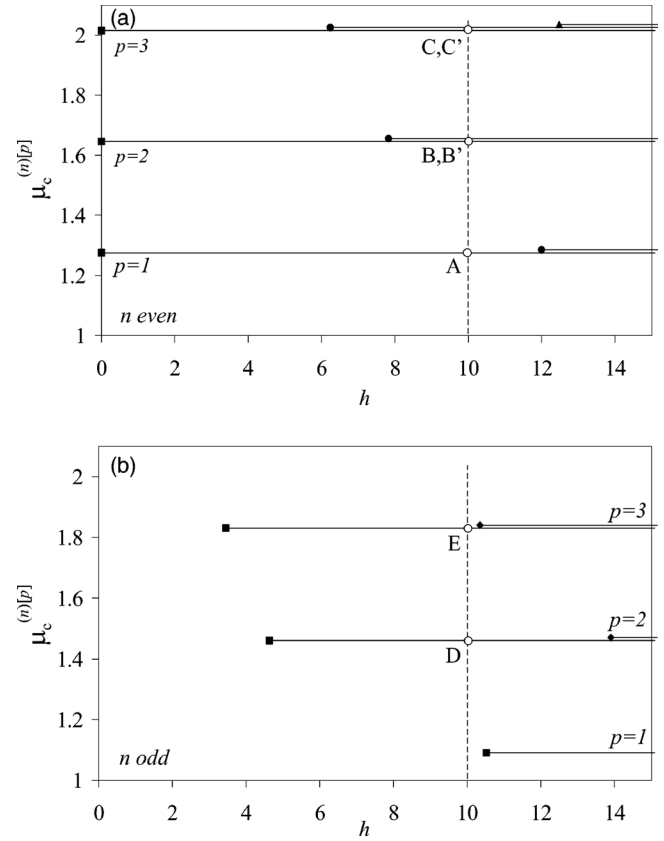 (a)
2
p=3
C,C’
1.8
μc(n)[p]
1.6
p=2
B,B’
1.4
1.2
p=1
A
n even
1
0 2 4 6 8 10 12 14
h
(b)
2
1.8
p=3
E
1.6
μc(n)[p]
p=2
1.4
D
1.2
p=1
n odd
1
0 2 4 6 8 10 12 14
h